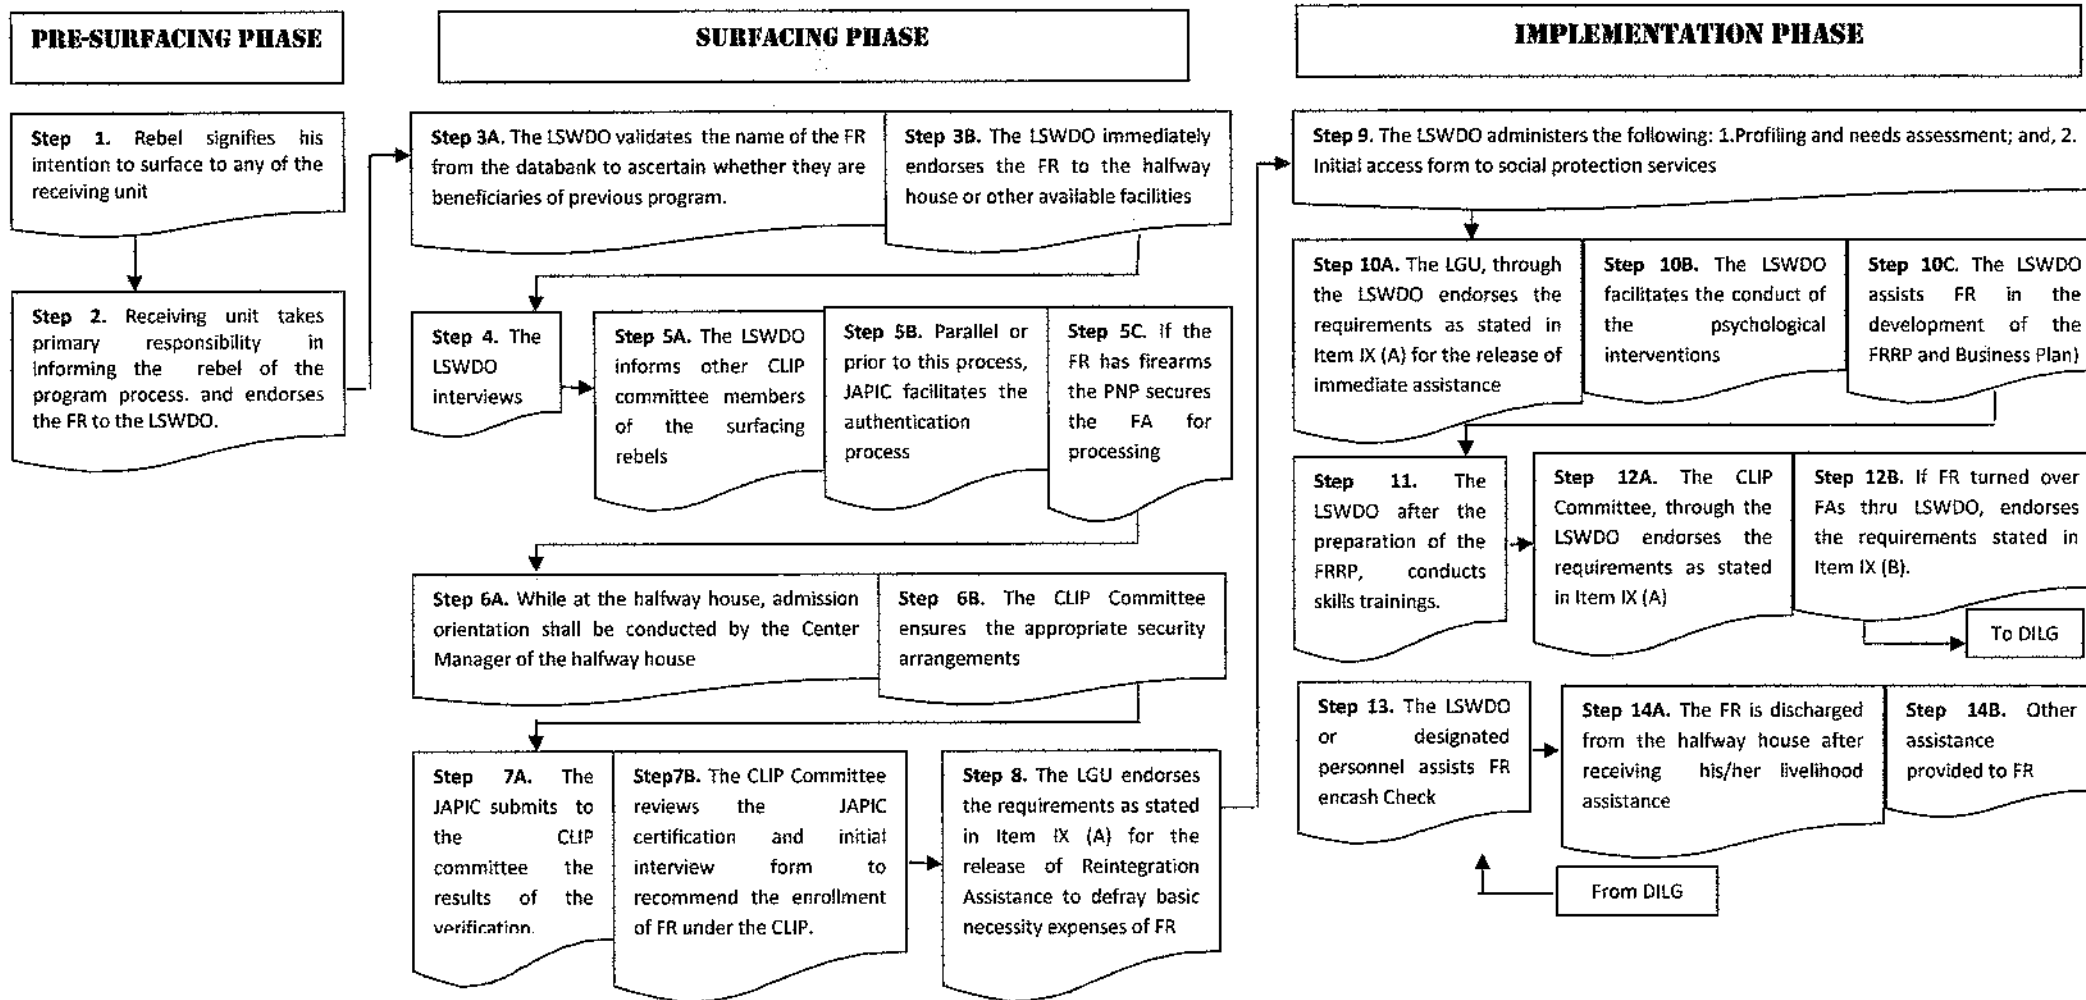 PRE-SURFACING PHASE
SURFACING PHASE
IMPLEMENTATION PHASE
Step 1. Rebel signifies his
intention to surface to any of the
receiving unit
Step 2. Receiving unit takes
primary responsibility in
informing the rebel of the
program process. and endorses
the FR to the LSWDO.
Step 3A. The LSWDO validates the name of the FR
from the databank to ascertain whether they are
beneficiaries of previous program.
Step 3B. The LSWDO immediately
endorses the FR to the halfway
house or other available facilities
Step 4. The
LSWDO
interviews
Step 5A. The LSWDO
informs other CLIP
committee members
of the surfacing
rebels
Step 5B. Parallel or
prior to this process,
JAPIC facilitates the
authentication
process
Step 5C. If the
FR has firearms
the PNP secures
the FA for
processing
Step 6A. While at the halfway house, admission
orientation shall be conducted by the Center
Manager of the halfway house
Step 6B. The CLIP Committee
ensures the appropriate security
arrangements
Step 7A. The
JAPIC submits to
the CLIP
committee the
results of the
verification.
Step7B. The CLIP Committee
reviews the JAPIC
certification and initial
interview form to
recommend the enrollment
of FR under the CLIP.
Step 8. The LGU endorses
the requirements as stated
in Item IX (A) for the
release of Reintegration
Assistance to defray basic
necessity expenses of FR
Step 9. The LSWDO administers the following: 1.Profiling and needs assessment; and, 2.
Initial access form to social protection services
Step 10A. The LGU, through
the LSWDO endorses the
requirements as stated in
Item IX (A) for the release of
immediate assistance
Step 10B. The LSWDO
facilitates the conduct of
the psychological
interventions
Step 10C. The LSWDO
assists FR in the
development of the
FRRP and Business Plan)
Step 11. The
LSWDO after the
preparation of the
FRRP, conducts
skills trainings.
Step 12A. The CLIP
Committee, through the
LSWDO endorses the
requirements as stated
in Item IX (A)
Step 12B. If FR turned over
FAs thru LSWDO, endorses
the requirements stated in
Item IX (B).
To DILG
Step 13. The LSWDO
or designated
personnel assists FR
encash Check
Step 14A. The FR is discharged
from the halfway house after
receiving his/her livelihood
assistance
Step 14B. Other
assistance
provided to FR
From DILG